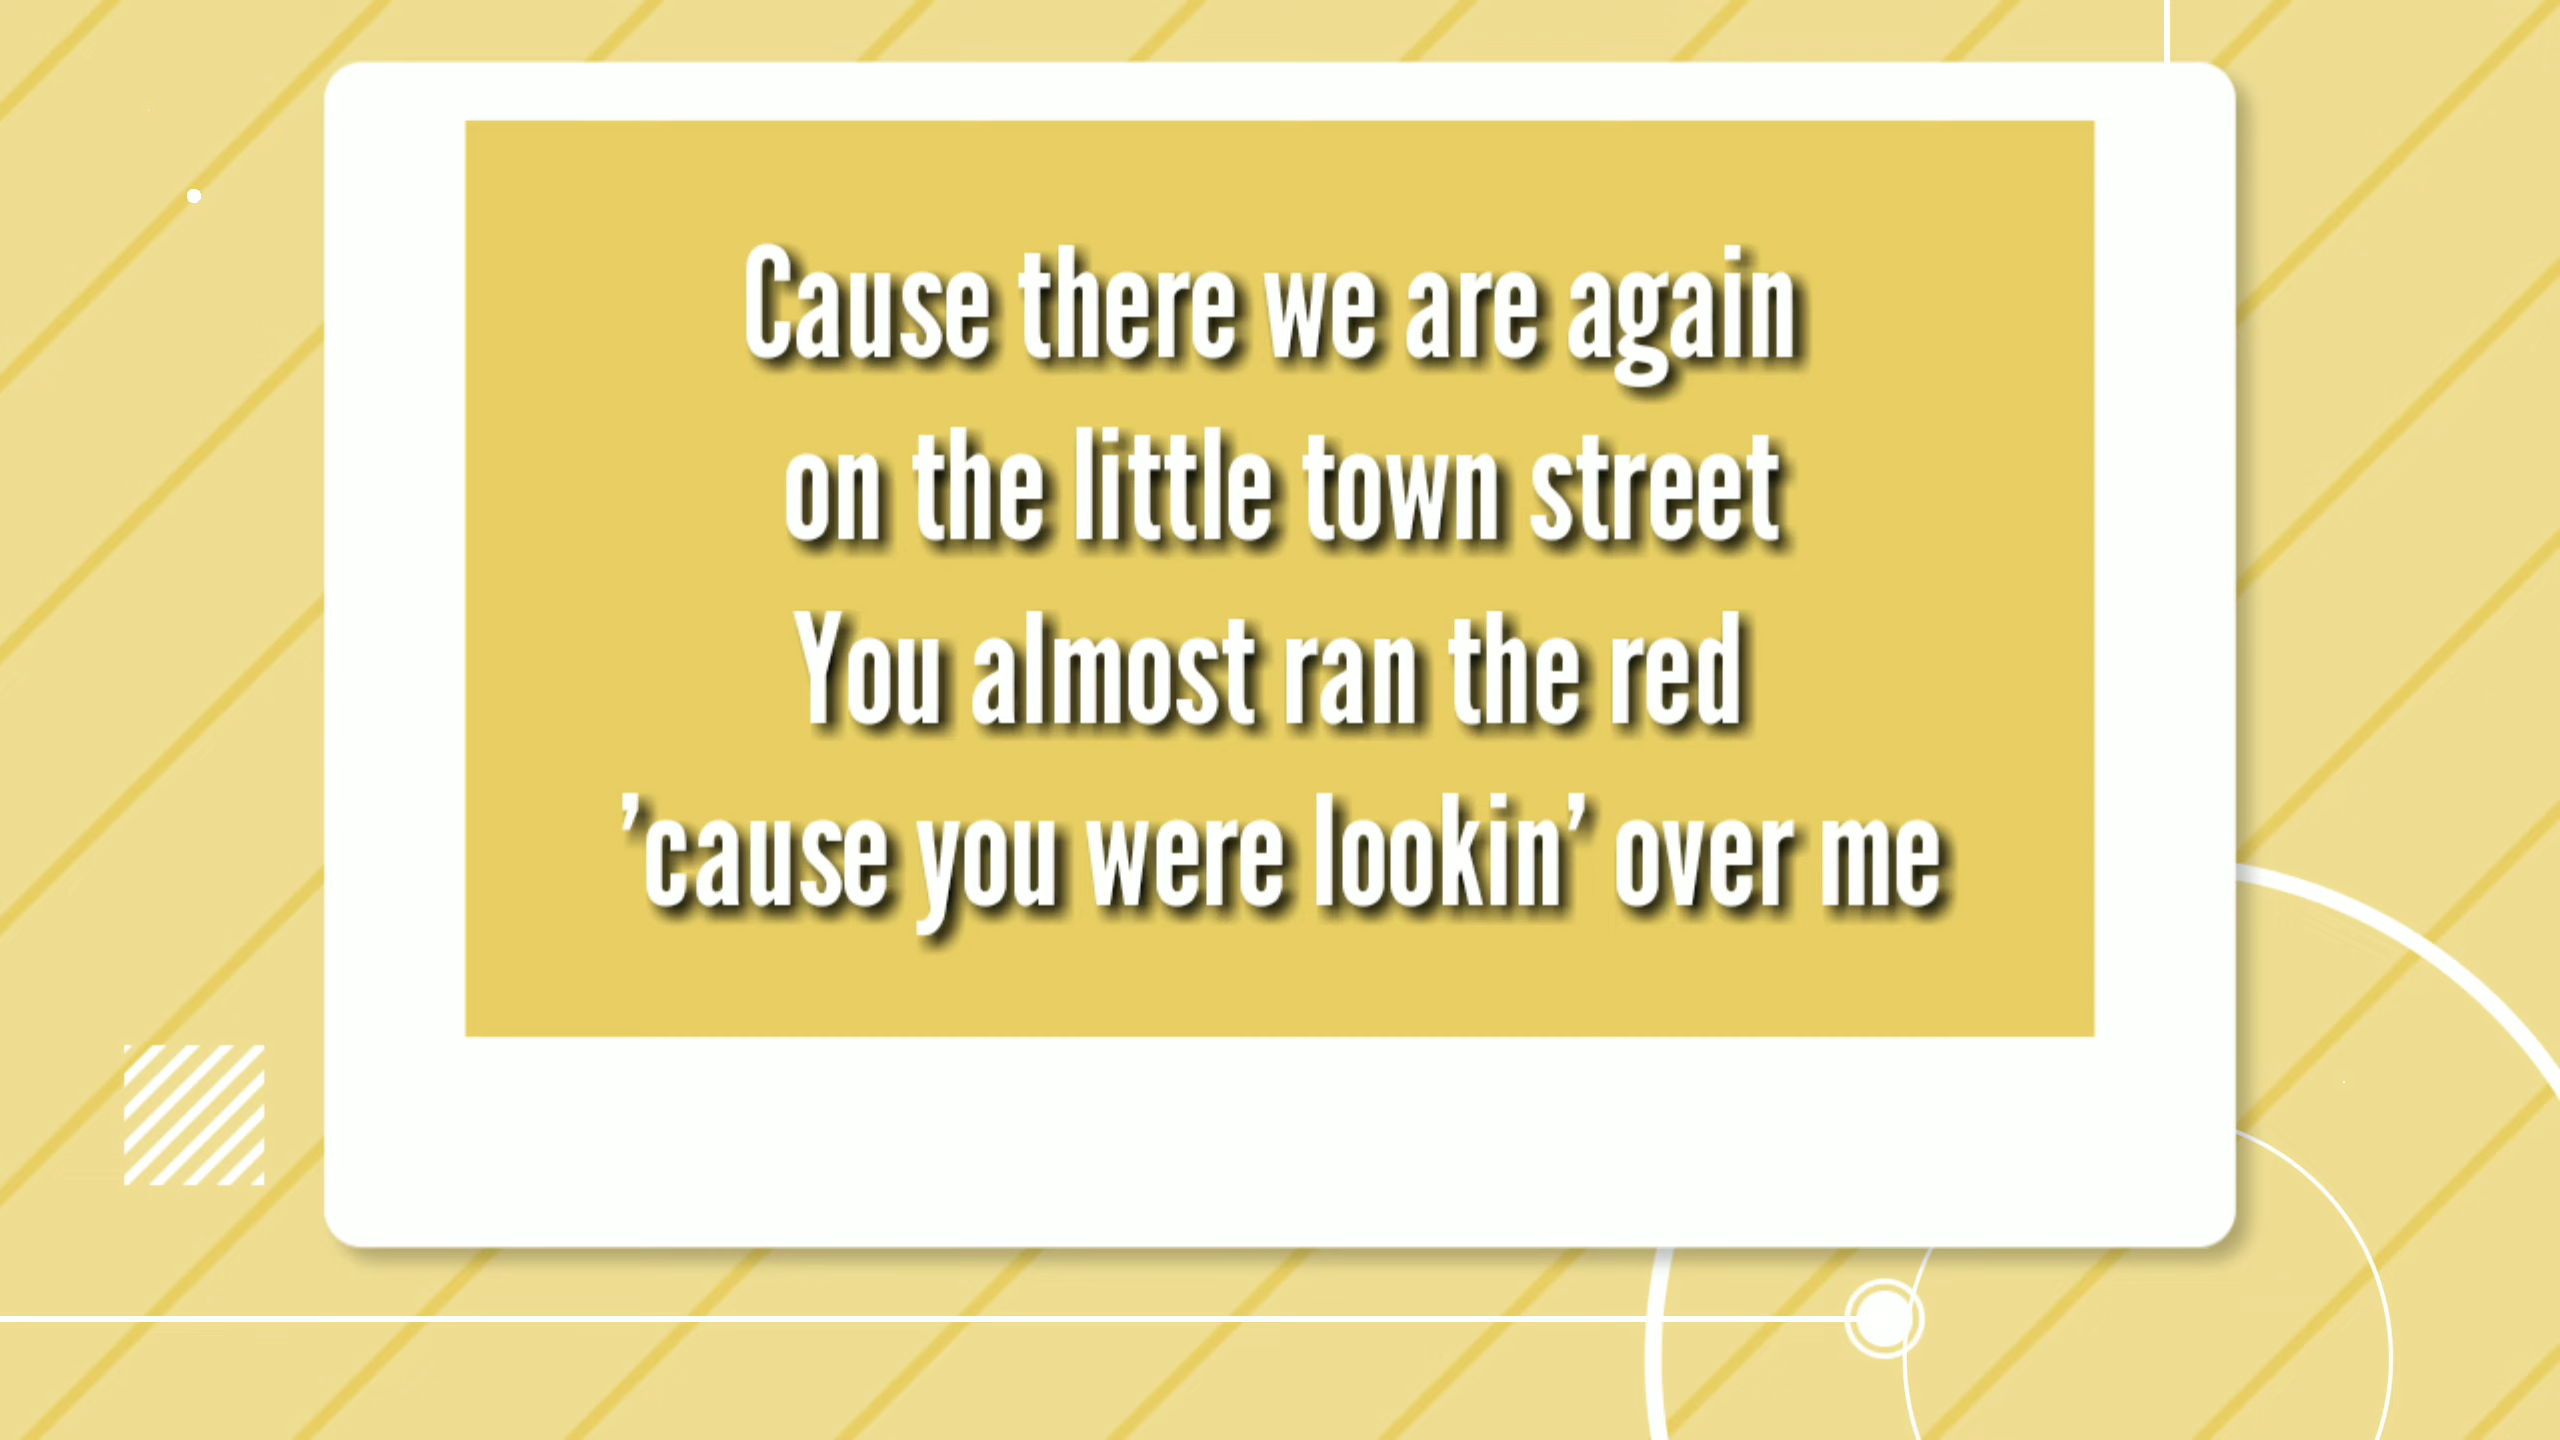 Cause there we are again
on the little town street
You almost ran the red
’cause you were lookin’ over me